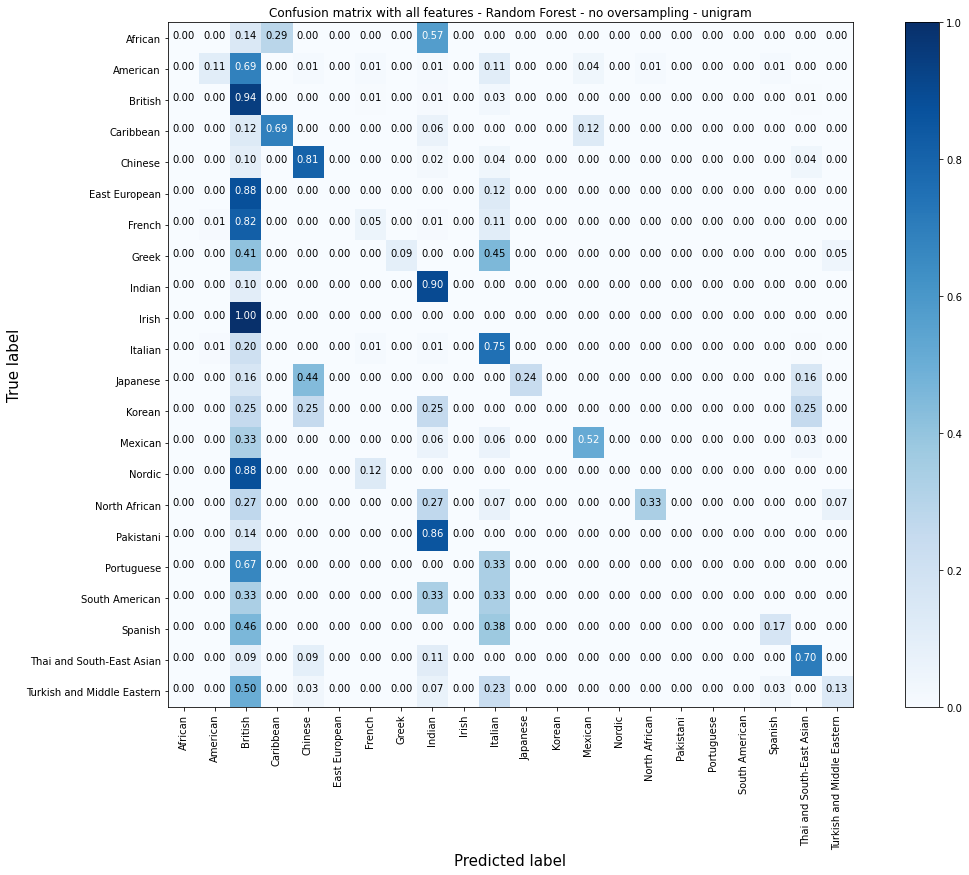 Confusion matrix with all features - Random Forest - no oversampling - unigram
African 0.00 0.00 0.14 0.29 0.00 0.00 0.00 0.00 0.57 0.00 0.00 0.00 0.00 0.00 0.00 0.00 0.00 0.00 0.00 0.00 0.00 0.00
American 0.00 0.11 0.69 0.00 0.01 0.00 0.01 0.00 0.01 0.00 0.11 0.00 0.00 0.04 0.00 0.01 0.00 0.00 0.00 0.01 0.00 0.00
British 0.00 0.00 0.94 0.00 0.00 0.00 0.01 0.00 0.01 0.00 0.03 0.00 0.00 0.00 0.00 0.00 0.00 0.00 0.00 0.00 0.01 0.00
Caribbean 0.00 0.00 0.12 0.69 0.00 0.00 0.00 0.00 0.06 0.00 0.00 0.00 0.00 0.12 0.00 0.00 0.00 0.00 0.00 0.00 0.00 0.00
Chinese 0.00 0.00 0.10 0.00 0.81 0.00 0.00 0.00 0.02 0.00 0.04 0.00 0.00 0.00 0.00 0.00 0.00 0.00 0.00 0.00 0.04 0.00
East European 0.00 0.00 0.88 0.00 0.00 0.00 0.00 0.00 0.00 0.00 0.12 0.00 0.00 0.00 0.00 0.00 0.00 0.00 0.00 0.00 0.00 0.00
French 0.00 0.01 0.82 0.00 0.00 0.00 0.05 0.00 0.01 0.00 0.11 0.00 0.00 0.00 0.00 0.00 0.00 0.00 0.00 0.00 0.00 0.00
Greek 0.00 0.00 0.41 0.00 0.00 0.00 0.00 0.09 0.00 0.00 0.45 0.00 0.00 0.00 0.00 0.00 0.00 0.00 0.00 0.00 0.00 0.05
Indian 0.00 0.00 0.10 0.00 0.00 0.00 0.00 0.00 0.90 0.00 0.00 0.00 0.00 0.00 0.00 0.00 0.00 0.00 0.00 0.00 0.00 0.00
Irish 0.00 0.00 1.00 0.00 0.00 0.00 0.00 0.00 0.00 0.00 0.00 0.00 0.00 0.00 0.00 0.00 0.00 0.00 0.00 0.00 0.00 0.00
Italian 0.00 0.01 0.20 0.00 0.00 0.00 0.01 0.00 0.01 0.00 0.75 0.00 0.00 0.00 0.00 0.00 0.00 0.00 0.00 0.00 0.00 0.00
Japanese 0.00 0.00 0.16 0.00 0.44 0.00 0.00 0.00 0.00 0.00 0.00 0.24 0.00 0.00 0.00 0.00 0.00 0.00 0.00 0.00 0.16 0.00
Korean 0.00 0.00 0.25 0.00 0.25 0.00 0.00 0.00 0.25 0.00 0.00 0.00 0.00 0.00 0.00 0.00 0.00 0.00 0.00 0.00 0.25 0.00
Mexican 0.00 0.00 0.33 0.00 0.00 0.00 0.00 0.00 0.06 0.00 0.06 0.00 0.00 0.52 0.00 0.00 0.00 0.00 0.00 0.00 0.03 0.00
Nordic 0.00 0.00 0.88 0.00 0.00 0.00 0.12 0.00 0.00 0.00 0.00 0.00 0.00 0.00 0.00 0.00 0.00 0.00 0.00 0.00 0.00 0.00
North African 0.00 0.00 0.27 0.00 0.00 0.00 0.00 0.00 0.27 0.00 0.07 0.00 0.00 0.00 0.00 0.33 0.00 0.00 0.00 0.00 0.00 0.07
Pakistani 0.00 0.00 0.14 0.00 0.00 0.00 0.00 0.00 0.86 0.00 0.00 0.00 0.00 0.00 0.00 0.00 0.00 0.00 0.00 0.00 0.00 0.00
Portuguese 0.00 0.00 0.67 0.00 0.00 0.00 0.00 0.00 0.00 0.00 0.33 0.00 0.00 0.00 0.00 0.00 0.00 0.00 0.00 0.00 0.00 0.00
South American 0.00 0.00 0.33 0.00 0.00 0.00 0.00 0.00 0.33 0.00 0.33 0.00 0.00 0.00 0.00 0.00 0.00 0.00 0.00 0.00 0.00 0.00
Spanish 0.00 0.00 0.46 0.00 0.00 0.00 0.00 0.00 0.00 0.00 0.38 0.00 0.00 0.00 0.00 0.00 0.00 0.00 0.00 0.17 0.00 0.00
Thai and South-East Asian 0.00 0.00 0.09 0.00 0.09 0.00 0.00 0.00 0.11 0.00 0.00 0.00 0.00 0.00 0.00 0.00 0.00 0.00 0.00 0.00 0.70 0.00
Turkish and Middle Eastern 0.00 0.00 0.50 0.00 0.03 0.00 0.00 0.00 0.07 0.00 0.23 0.00 0.00 0.00 0.00 0.00 0.00 0.00 0.00 0.03 0.00 0.13
True label
African
American
British
Caribbean
Chinese
East European
French
Greek
Indian
Irish
Italian
Japanese
Korean
Mexican
Nordic
North African
Pakistani
Portuguese
South American
Spanish
Thai and South-East Asian
Turkish and Middle Eastern
Predicted label
1.0
0.8
0.6
0.4
0.2
0.0